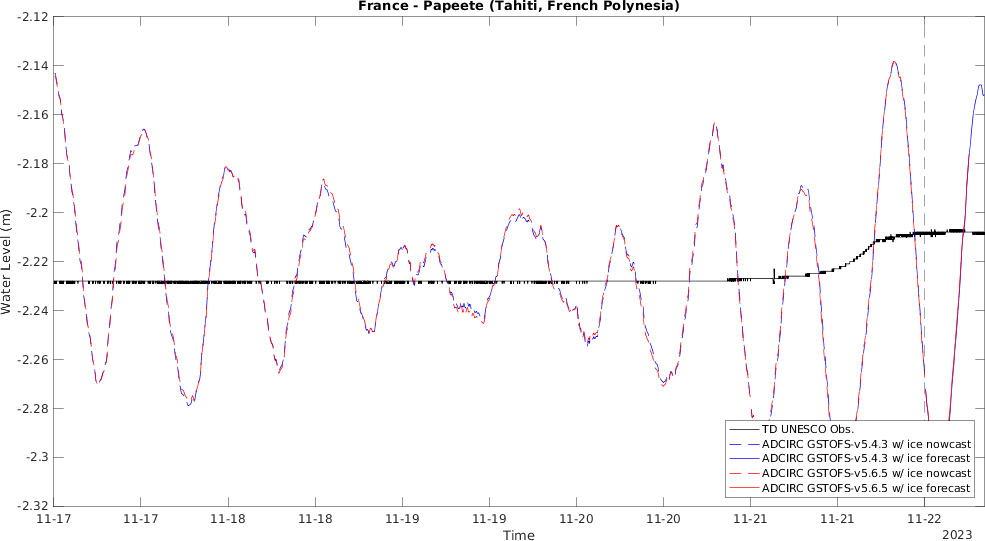 France - Papeete (Tahiti, French Polynesia)
-2.12
-2.14
-2.16
-2.18
-2.2
-2.22
-2.24
-2.26
-2.28
-2.3
-2.32
Water Level (m)
TD UNESCO Obs.
ADCIRC GSTOFS-v5.4.3 w/ ice nowcast
ADCIRC GSTOFS-v5.4.3 w/ ice forecast
ADCIRC GSTOFS-v5.6.5 w/ ice nowcast
ADCIRC GSTOFS-v5.6.5 w/ ice forecast
11-17 11-17 11-18 11-18 11-19 11-19 11-20 11-20 11-21 11-21 11-22
Time
2023